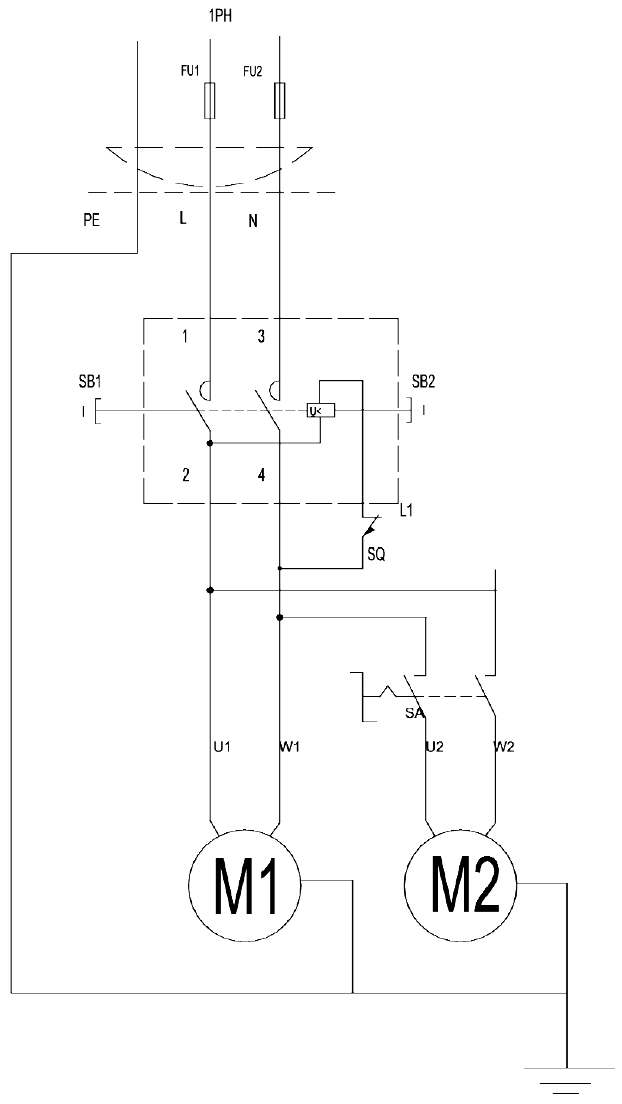 1PH
FU1 FU2
PE L N
1 3
SB1 SB2
I U< I
2 4
L1
SQ
SA
U1 W1 U2 W2
M1 M2